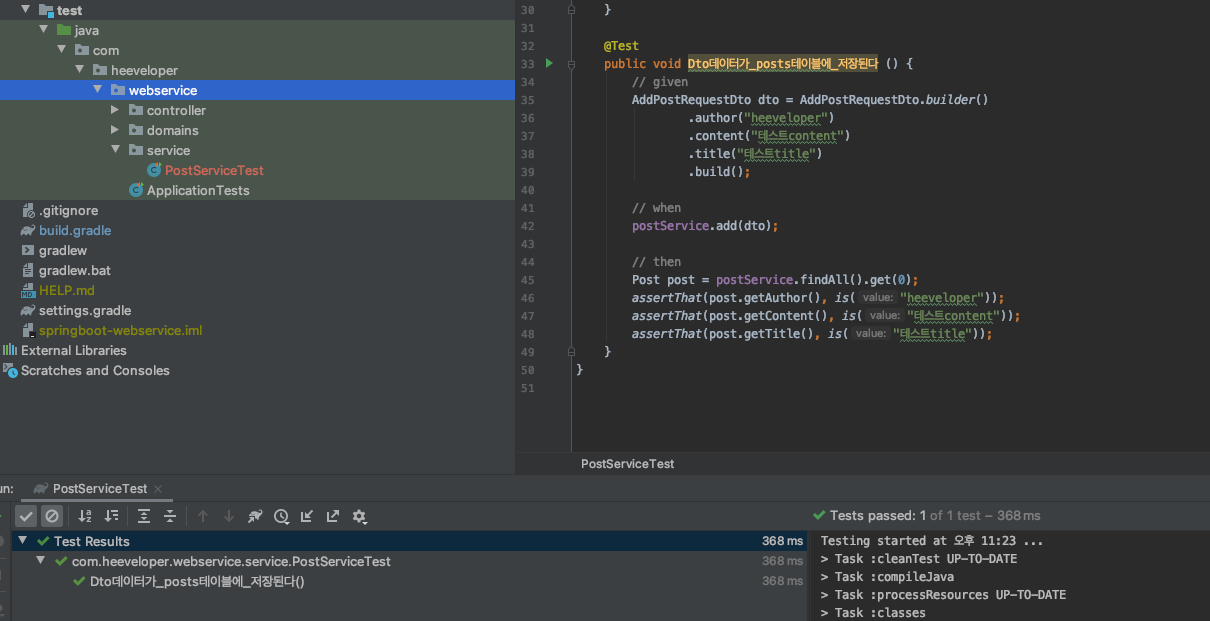 test
java
com
heeveloper
webservice
controller
domains
service
PostServiceTest
ApplicationTests
.gitignore
build.gradle
gradlew
gradlew.bat
HELP.md
settings.gradle
springboot-webservice.iml
External Libraries
Scratches and Consoles
30 }
31
32 @Test
33 public void Dto데이터가_posts테이블에_저장된다 () {
34 // given
35 AddPostRequestDto dto = AddPostRequestDto.builder()
36 .author("heeveloper")
37 .content("테스트content")
38 .title("테스트title")
39 .build();
40
41 // when
42 postService.add(dto);
43
44 // then
45 Post post = postService.findAll().get(0);
46 assertThat(post.getAuthor(), is( value: "heeveloper"));
47 assertThat(post.getContent(), is( value: "테스트content"));
48 assertThat(post.getTitle(), is( value: "테스트title"));
49 }
50 }
51
PostServiceTest
un: PostServiceTest
Tests passed: 1 of 1 test – 368 ms
Test Results 368 ms
com.heeveloper.webservice.service.PostServiceTest 368 ms
Dto데이터가_posts테이블에_저장된다() 368 ms
Testing started at 오후 11:23 ...
> Task :cleanTest UP-TO-DATE
> Task :compileJava
> Task :processResources UP-TO-DATE
> Task :classes